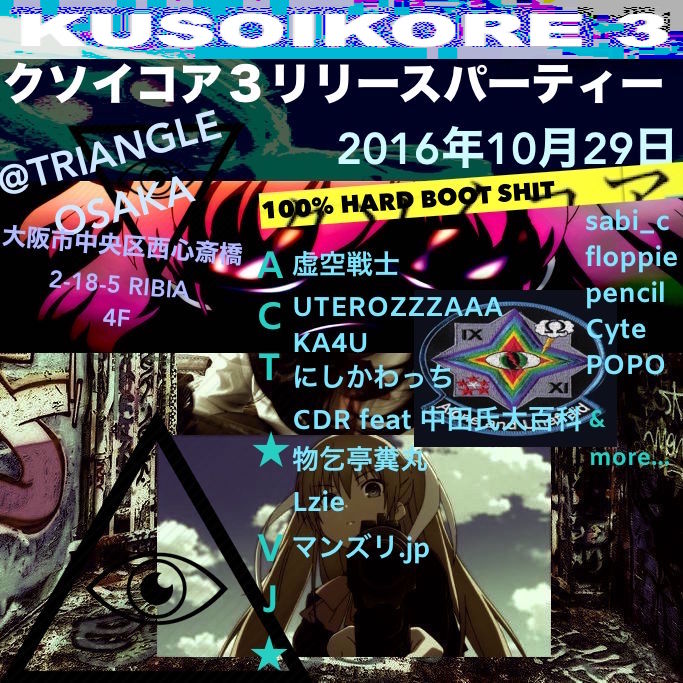 KUSOIKORE 3
クソイコア３リリースパーティー
@TRIANGLE
OSAKA
2016年10月29日
100% HARD BOOT SHIT
大阪市中央区西心斎橋
2-18-5 RIBIA
4F
ACT★VJ★
虚空戦士
UTEROZZZAAA
KA4U
にしかわっち
CDR feat 中田氏大百科
物乞亭糞丸
Lzie
マンズリ.jp
sabi_c
floppie
pencil
Cyte
POPO
&
more...
IX
XI